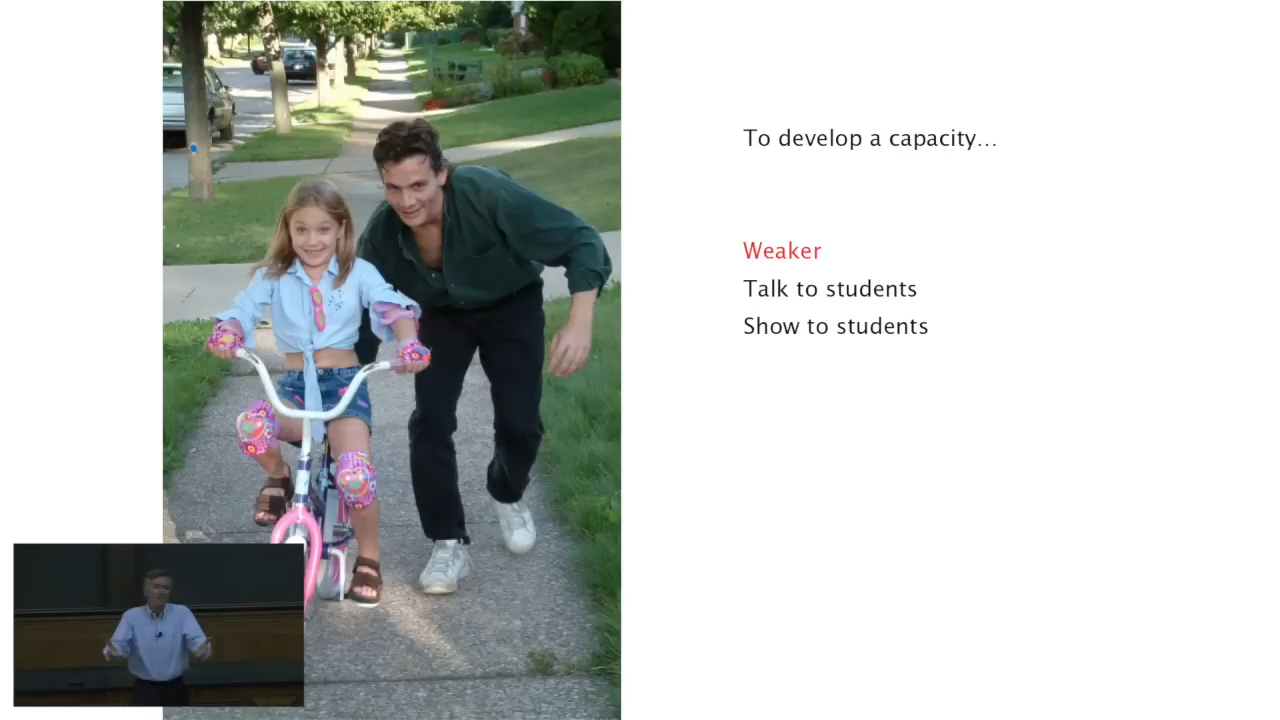 To develop a capacity…
Weaker
Talk to students
Show to students